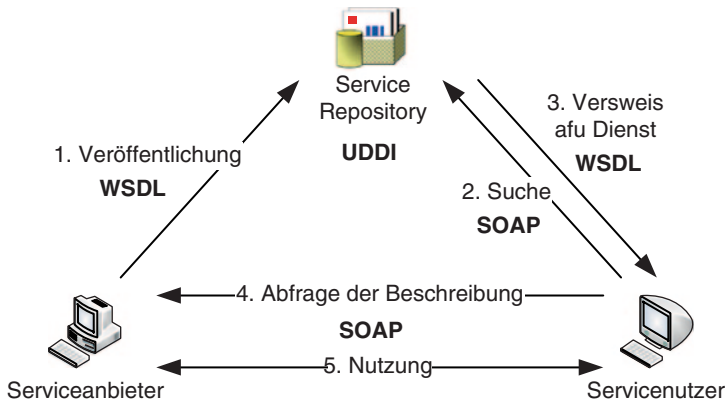 Service
Repository
UDDI
1. Veröffentlichung
WSDL
3. Versweis
afu Dienst
WSDL
2. Suche
SOAP
4. Abfrage der Beschreibung
SOAP
5. Nutzung
Serviceanbieter
Servicenutzer